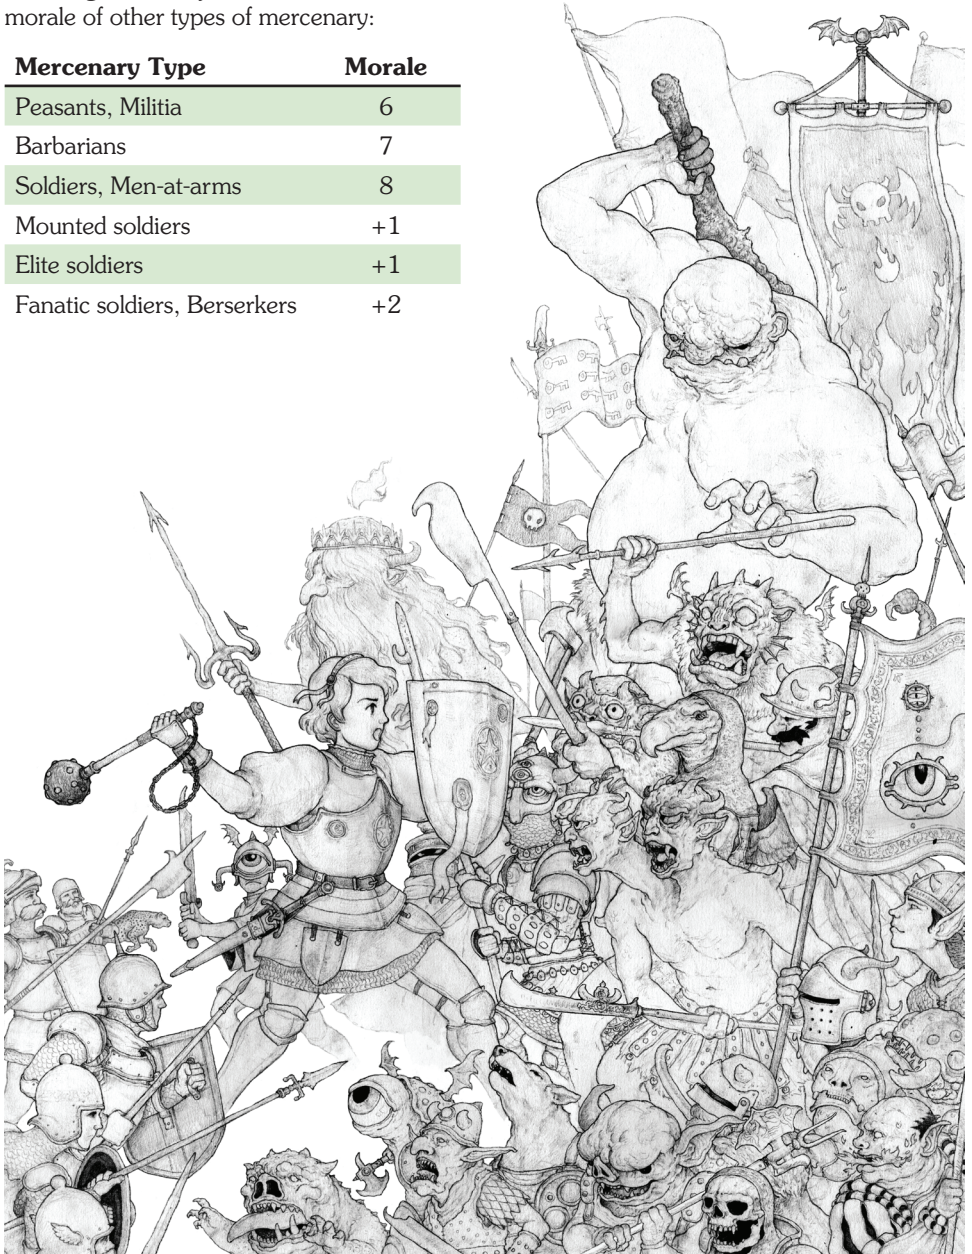 morale of other types of mercenary:
Mercenary Type Morale
Peasants, Militia 6
Barbarians 7
Soldiers, Men-at-arms 8
Mounted soldiers +1
Elite soldiers +1
Fanatic soldiers, Berserkers +2